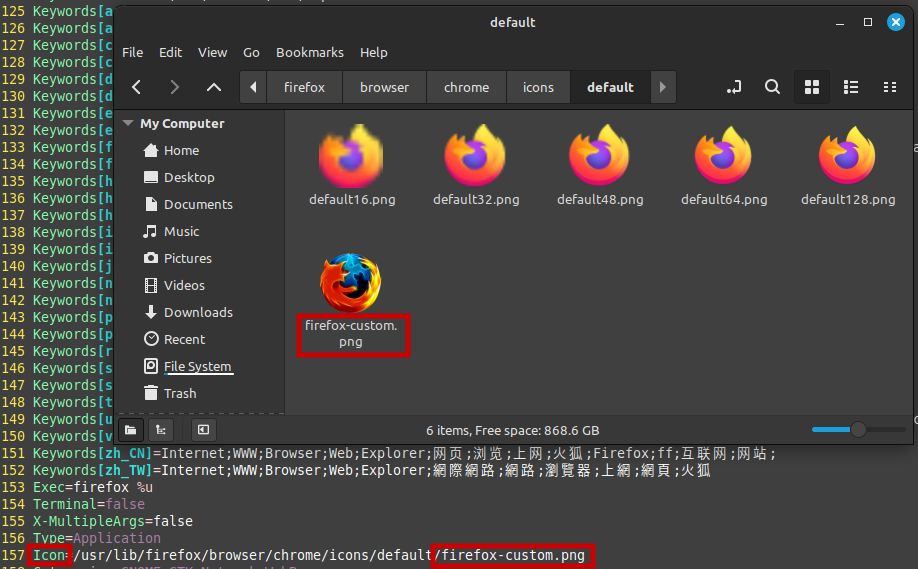 default
File Edit View Go Bookmarks Help
firefox browser chrome icons default
My Computer
Home
Desktop
Documents
Music
Pictures
Videos
Downloads
Recent
File System
Trash
default16.png default32.png default48.png default64.png default128.png
firefox-custom.
png
6 items, Free space: 868.6 GB
125 Keywords[a
126 Keywords[a
127 Keywords[c
128 Keywords[c
129 Keywords[d
130 Keywords[d
131 Keywords[e
132 Keywords[e
133 Keywords[f
134 Keywords[f
135 Keywords[h
136 Keywords[h
137 Keywords[h
138 Keywords[i
139 Keywords[i
140 Keywords[j
141 Keywords[n
142 Keywords[n
143 Keywords[p
144 Keywords[p
145 Keywords[r
146 Keywords[s
147 Keywords[s
148 Keywords[t
149 Keywords[u
150 Keywords[v
151 Keywords[zh_CN]=Internet;WWW;Browser;Web;Explorer;网页;浏览;上网;火狐;Firefox;ff;互联网;网站;
152 Keywords[zh_TW]=Internet;WWW;Browser;Web;Explorer;網際網路;網路;瀏覽器;上網;網頁;火狐
153 Exec=firefox %u
154 Terminal=false
155 X-MultipleArgs=false
156 Type=Application
157 Icon=/usr/lib/firefox/browser/chrome/icons/default/firefox-custom.png